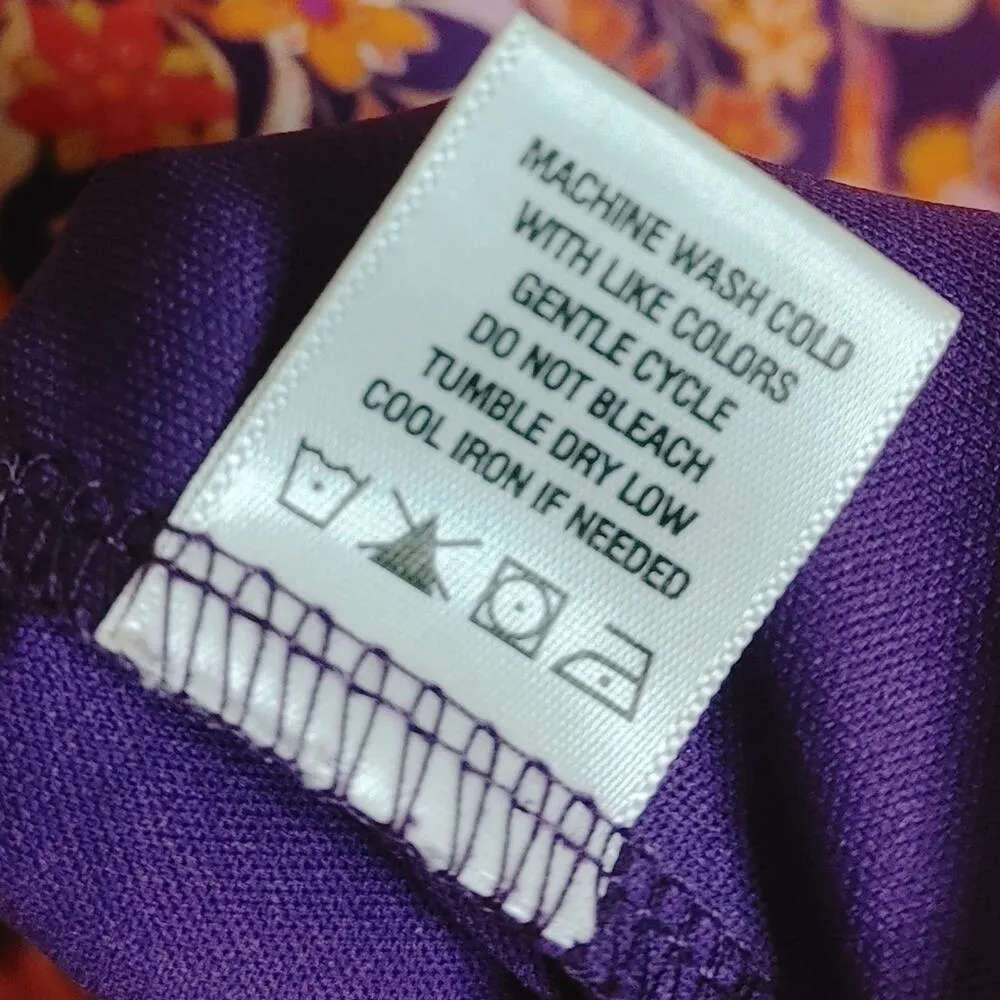 MACHINE WASH COLD
WITH LIKE COLORS
GENTLE CYCLE
DO NOT BLEACH
TUMBLE DRY LOW
COOL IRON IF NEEDED